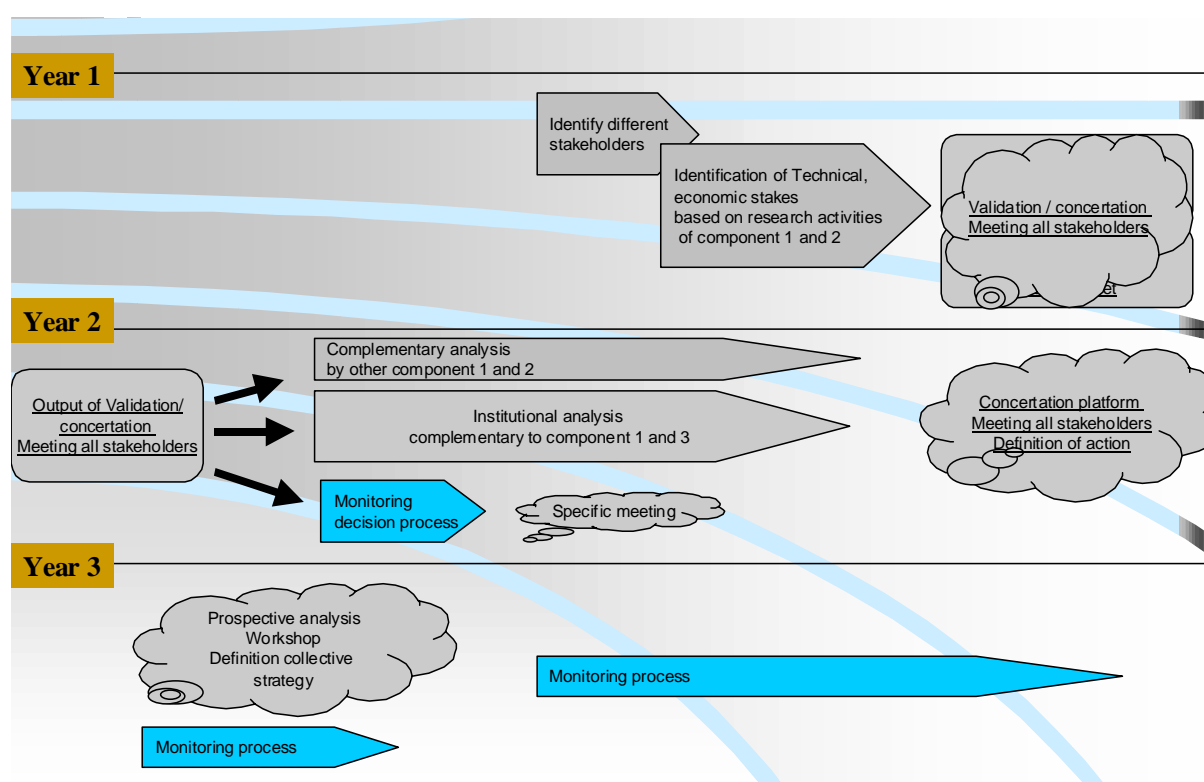 Year 1
Identify different
stakeholders
Identification of Technical,
economic stakes
based on research activities
of component 1 and 2
Validation / concertation
Meeting all stakeholders
Year 2
Complementary analysis
by other component 1 and 2
Output of Validation/
concertation
Meeting all stakeholders
Institutional analysis
complementary to component 1 and 3
Concertation platform
Meeting all stakeholders
Definition of action
Monitoring
decision process
Specific meeting
Year 3
Prospective analysis
Workshop
Definition collective
strategy
Monitoring process
Monitoring process